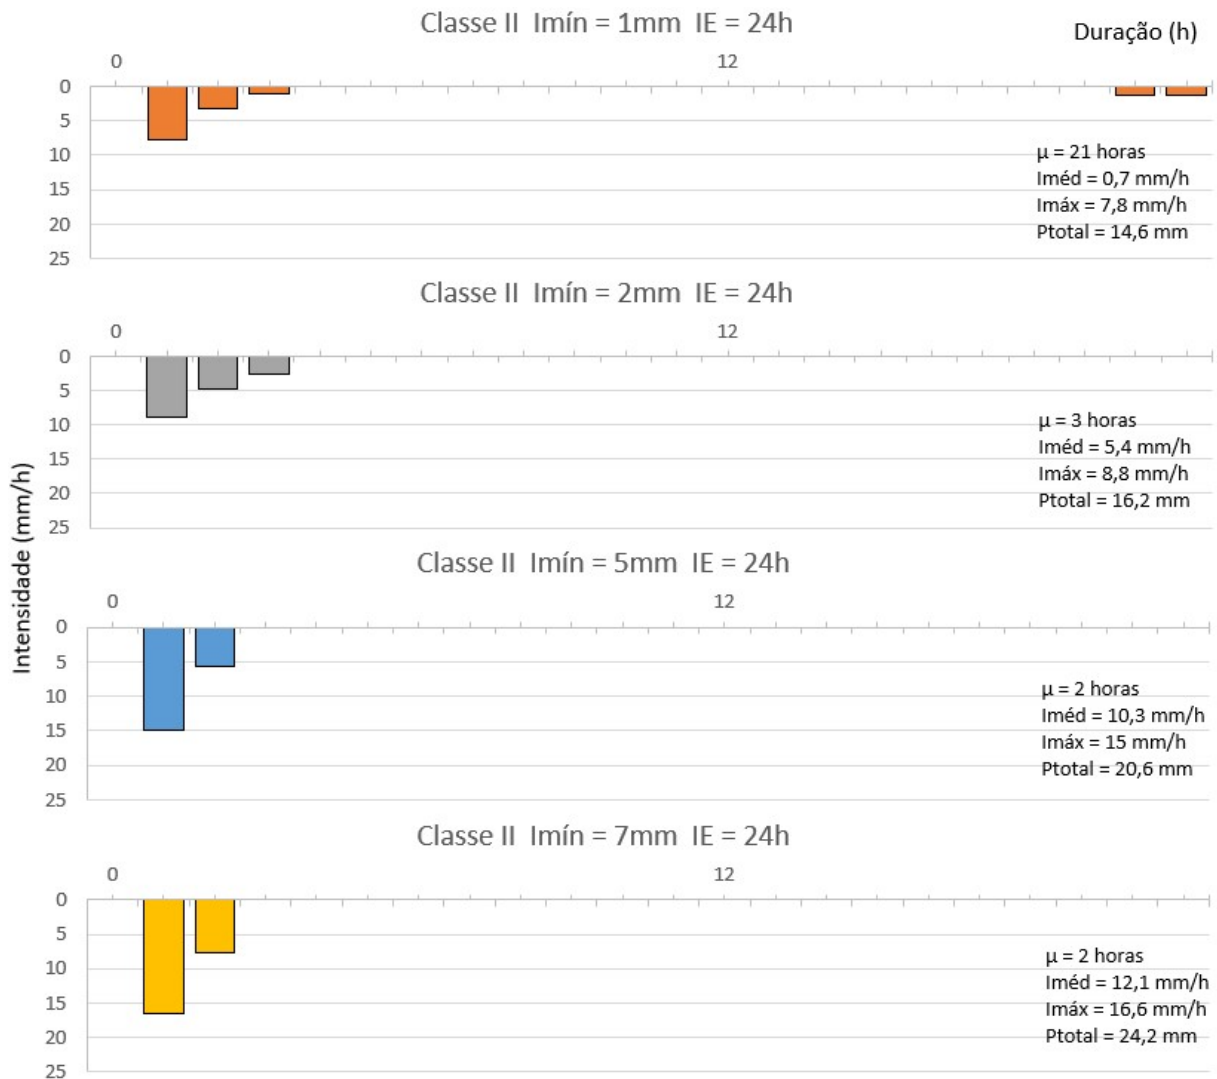 Classe II Imín = 1mm IE = 24h
Duração (h)
0 12
0
5
10
15
20
25
µ = 21 horas
Iméd = 0,7 mm/h
Imáx = 7,8 mm/h
Ptotal = 14,6 mm
Classe II Imín = 2mm IE = 24h
0 12
0
5
10
15
20
25
µ = 3 horas
Iméd = 5,4 mm/h
Imáx = 8,8 mm/h
Ptotal = 16,2 mm
Intensidade (mm/h)
Classe II Imín = 5mm IE = 24h
0 12
0
5
10
15
20
25
µ = 2 horas
Iméd = 10,3 mm/h
Imáx = 15 mm/h
Ptotal = 20,6 mm
Classe II Imín = 7mm IE = 24h
0 12
0
5
10
15
20
25
µ = 2 horas
Iméd = 12,1 mm/h
Imáx = 16,6 mm/h
Ptotal = 24,2 mm